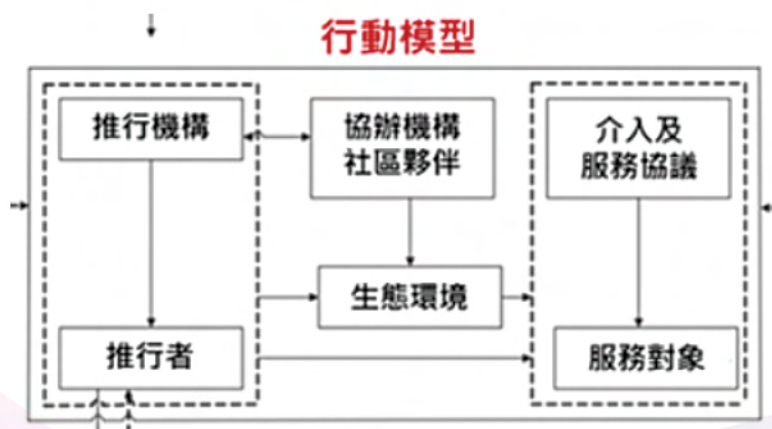 行動模型
推行機構
協辦機構
社區夥伴
介入及
服務協議
生態環境
推行者
服務對象